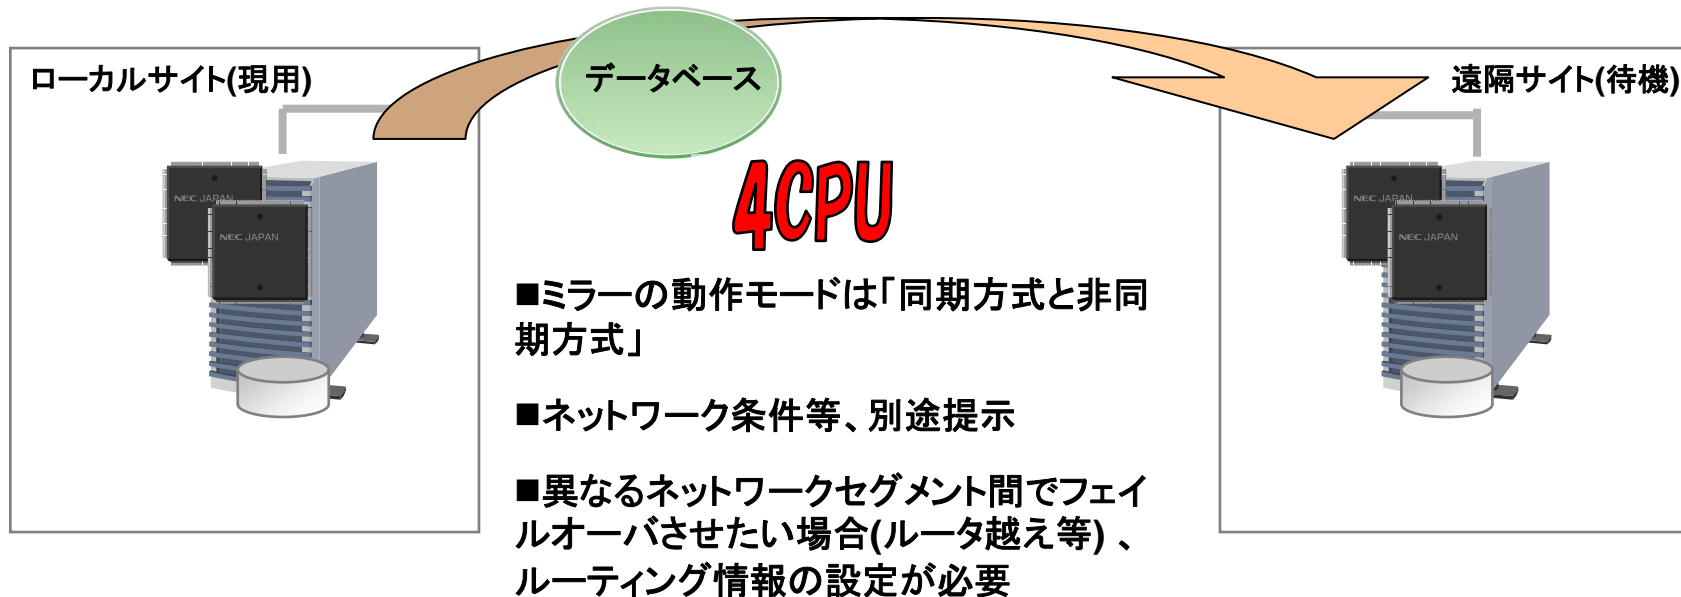 ローカルサイト(現用)
データベース
遠隔サイト(待機)
4CPU
NEC JAPAN
NEC JAPAN
NEC JAPAN
NEC JAPAN
■ミラーの動作モードは「同期方式と非同
期方式」
■ネットワーク条件等、別途提示
■異なるネットワークセグメント間でフェイ
ルオーバさせたい場合(ルータ越え等) 、
ルーティング情報の設定が必要